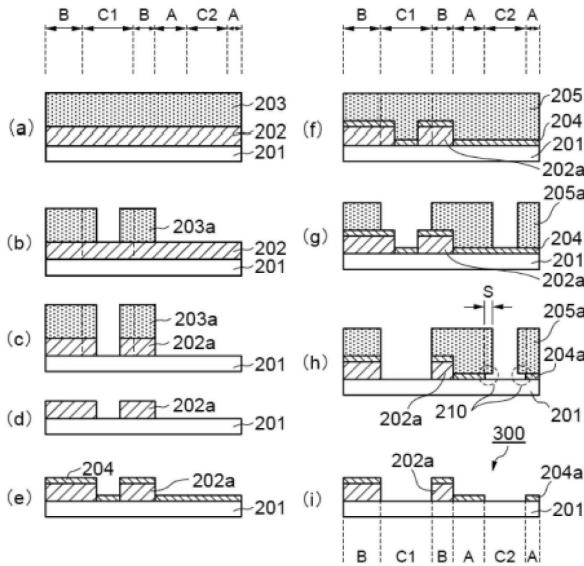 B C1 B A C2 A
B C1 B A C2 A
(a) 203
202
201
(b) 203a
202
201
(c) 203a
202a
201
(d) 202a
201
(e) 204 202a
201
(f) 205
204
201
202a
(g) 205a
204
201
202a
(h) S
205a
204a
202a 210 201
300
(i) 202a 204a
201
B C1 B A C2 A